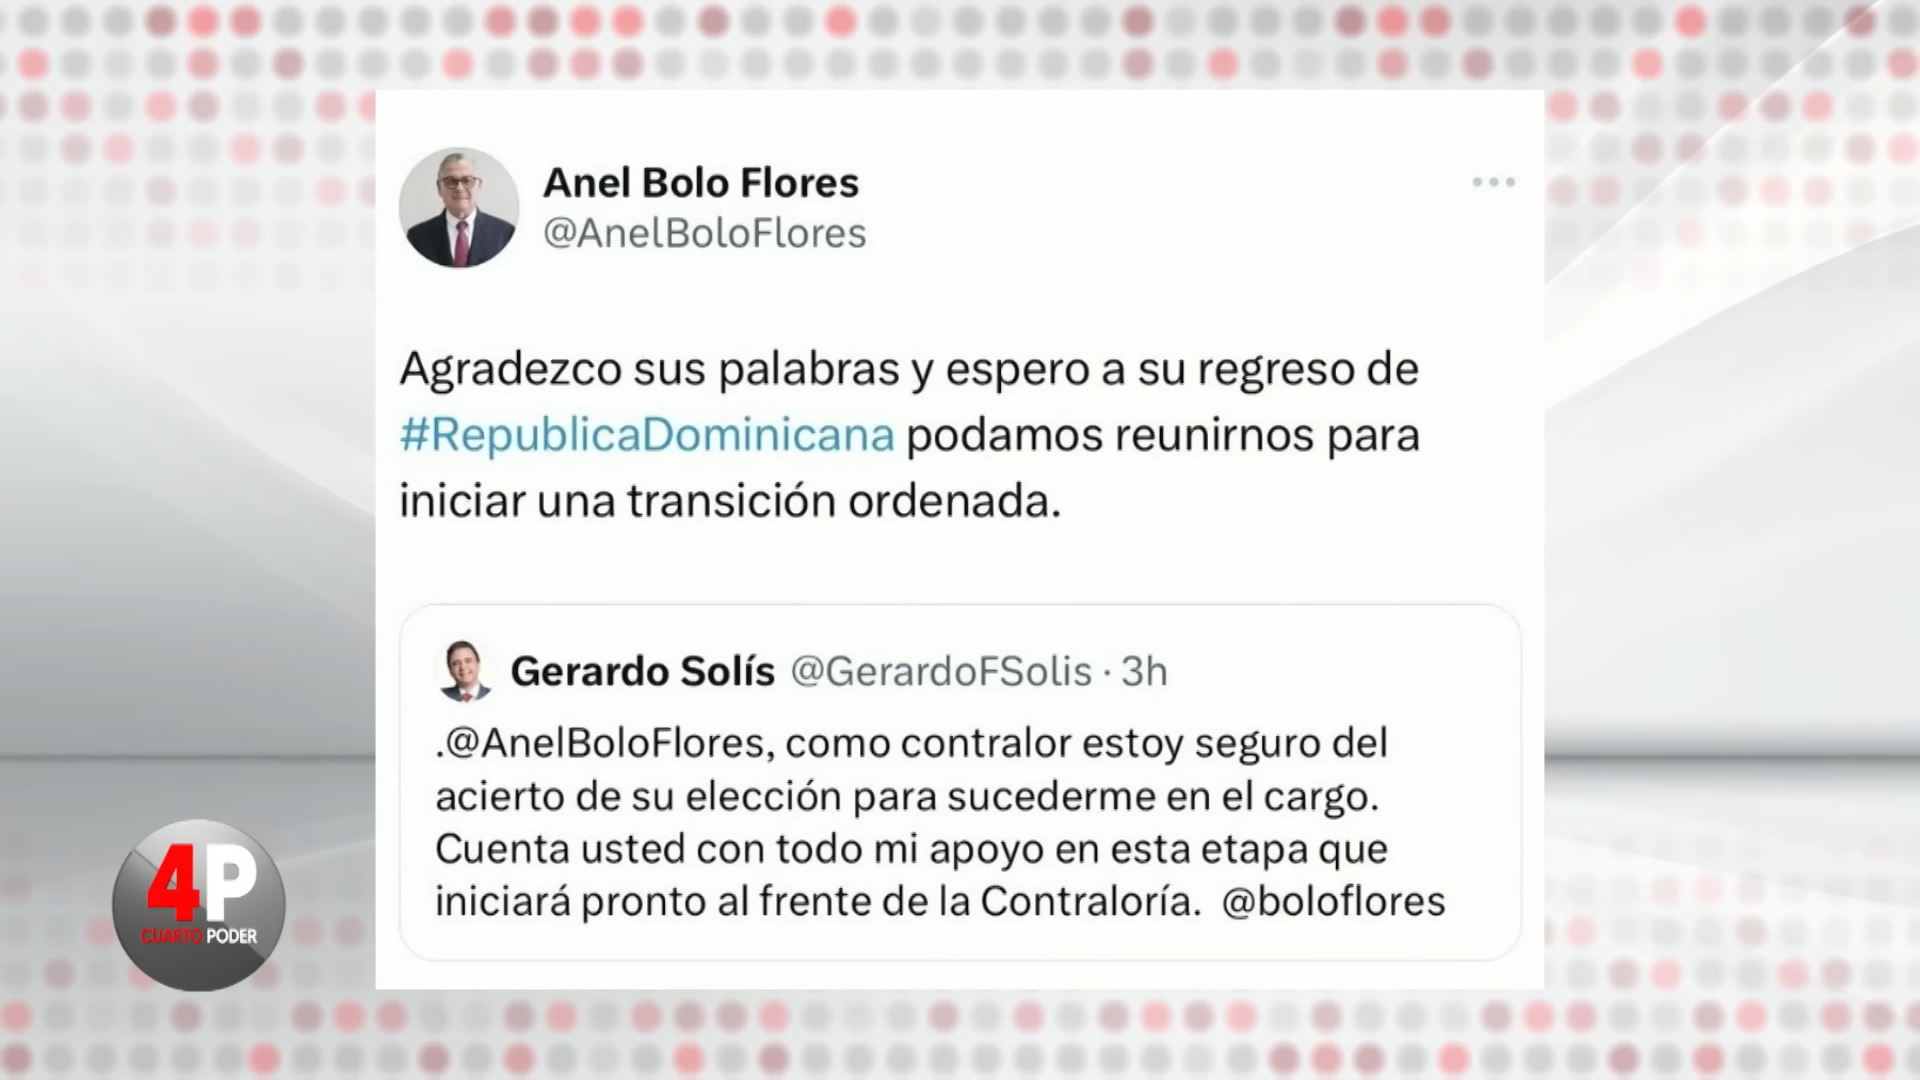 Anel Bolo Flores
@AnelBoloFlores
Agradezco sus palabras y espero a su regreso de
#RepublicaDominicana podamos reunirnos para
iniciar una transición ordenada.
Gerardo Solís @GerardoFSolis · 3h
.@AnelBoloFlores, como contralor estoy seguro del
acierto de su elección para sucederme en el cargo.
Cuenta usted con todo mi apoyo en esta etapa que
iniciará pronto al frente de la Contraloría. @boloflores
4P
CUARTO PODER